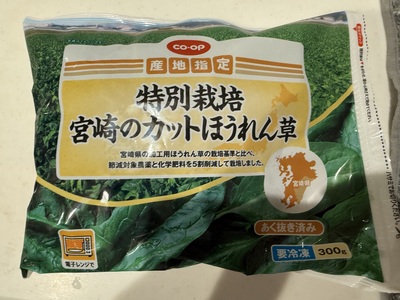 CO・OP
産地指定
特別栽培
宮崎のカットほうれん草
宮崎県の加工用ほうれん草の栽培基準と比べ、
節減対象農薬と化学肥料を5割削減して栽培しました。
宮崎県
あく抜き済み
要冷凍 300g
電子レンジで